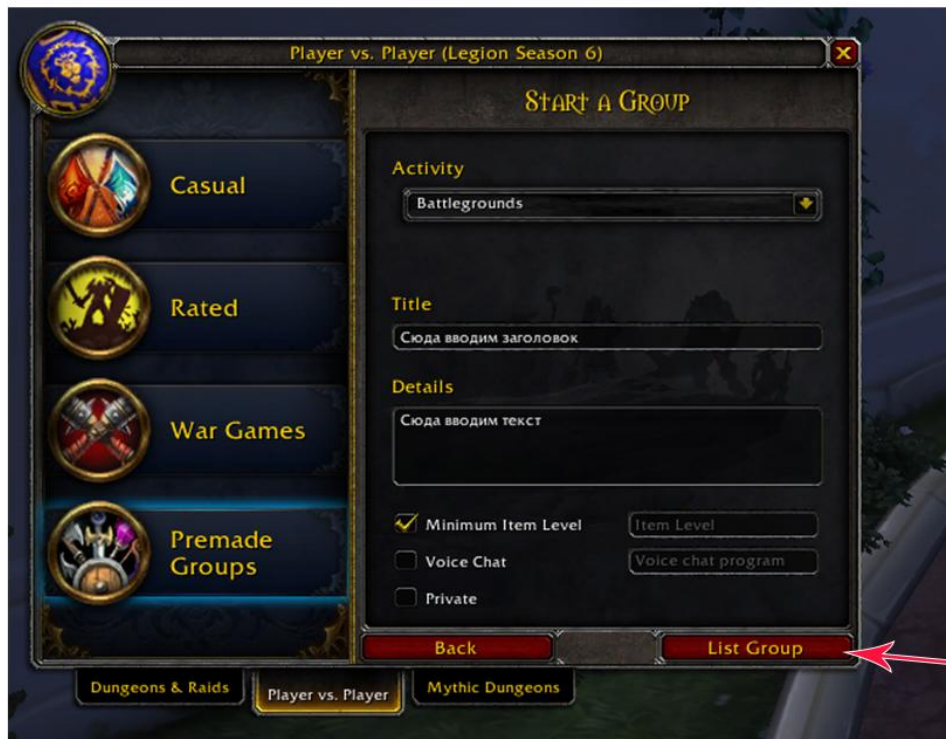 Player vs. Player (Legion Season 6)
Start a Group
Casual
Rated
War Games
Premade
Groups
Activity
Battlegrounds
Title
Сюда вводим заголовок
Details
Сюда вводим текст
Minimum Item Level
Item Level
Voice Chat
Voice chat program
Private
Back
List Group
Dungeons & Raids
Player vs. Player
Mythic Dungeons